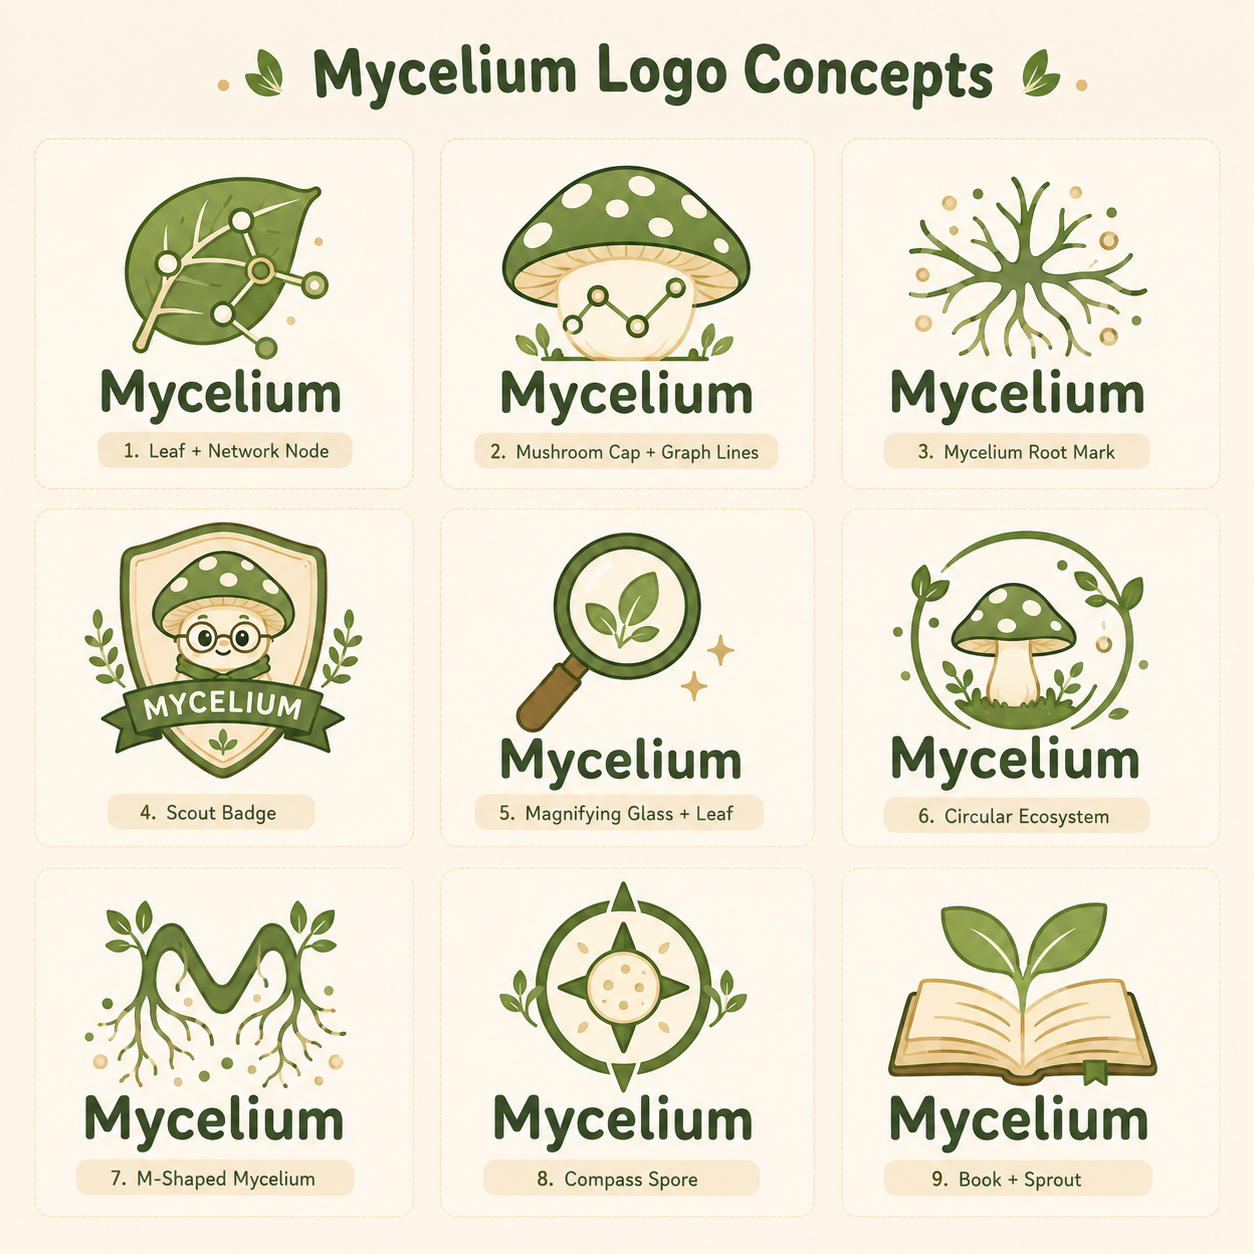 Mycelium Logo Concepts
Mycelium
1. Leaf + Network Node
Mycelium
2. Mushroom Cap + Graph Lines
Mycelium
3. Mycelium Root Mark
MYCELIUM
4. Scout Badge
Mycelium
5. Magnifying Glass + Leaf
Mycelium
6. Circular Ecosystem
Mycelium
7. M-Shaped Mycelium
Mycelium
8. Compass Spore
Mycelium
9. Book + Sprout